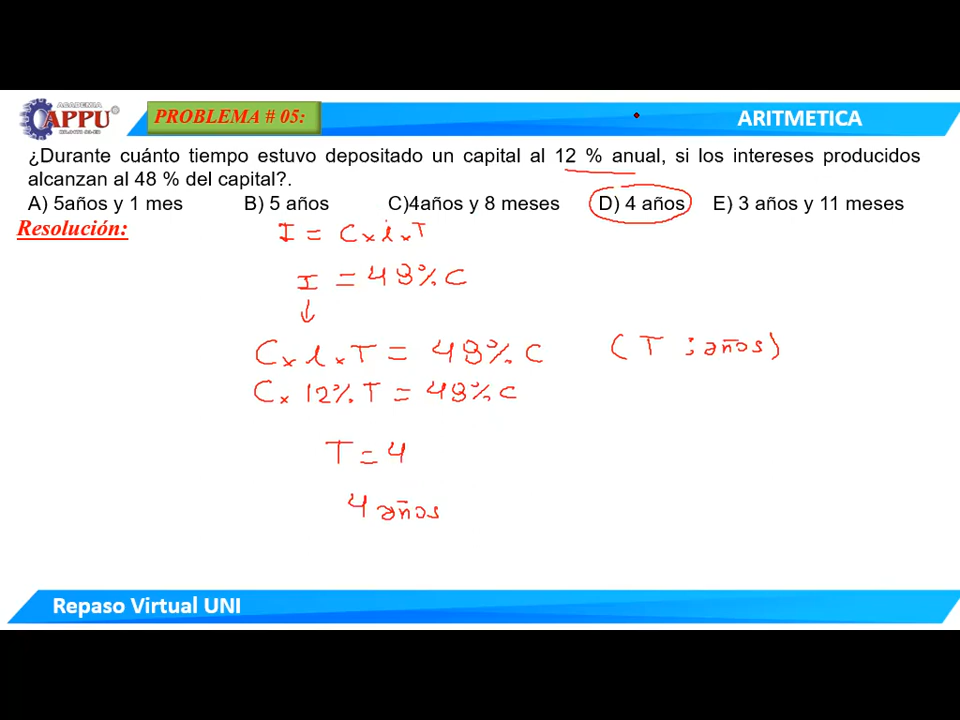 ACADEMIA
APPU
PROBLEMA # 05:
ARITMETICA
¿Durante cuánto tiempo estuvo depositado un capital al 12 % anual, si los intereses producidos
alcanzan al 48 % del capital?.
A) 5años y 1 mes B) 5 años C)4años y 8 meses D) 4 años E) 3 años y 11 meses
Resolución:
I = C x i x T
I = 48% C
C x i x T = 48% C ( T ; años)
C x 12% T = 48% C
T = 4
4 años
Repaso Virtual UNI